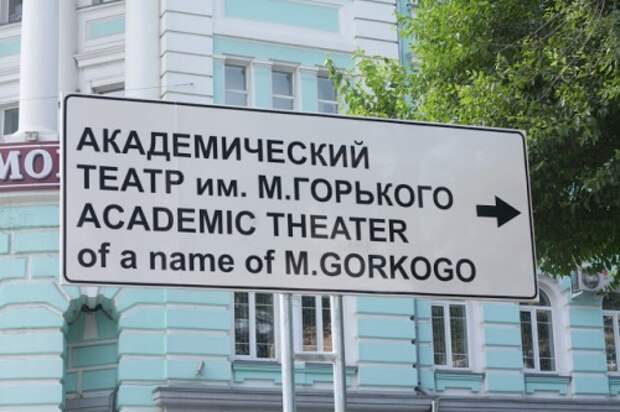 АКАДЕМИЧЕСКИЙ
ТЕАТР им. М.ГОРЬКОГО
ACADEMIC THEATER
of a name of M.GORKOGO